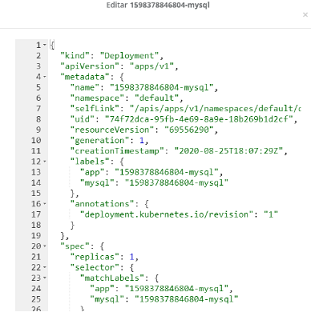 Editar 1598378846804-mysql
×
1 {
2 "kind": "Deployment",
3 "apiVersion": "apps/v1",
4 "metadata": {
5 "name": "1598378846804-mysql",
6 "namespace": "default",
7 "selfLink": "/apis/apps/v1/namespaces/default/d
8 "uid": "74f72dca-95fb-4e69-8a9e-18b269b1d2cf",
9 "resourceVersion": "69556290",
10 "generation": 1,
11 "creationTimestamp": "2020-08-25T18:07:29Z",
12 "labels": {
13 "app": "1598378846804-mysql",
14 "mysql": "1598378846804-mysql"
15 },
16 "annotations": {
17 "deployment.kubernetes.io/revision": "1"
18 }
19 },
20 "spec": {
21 "replicas": 1,
22 "selector": {
23 "matchLabels": {
24 "app": "1598378846804-mysql",
25 "mysql": "1598378846804-mysql"
26 }